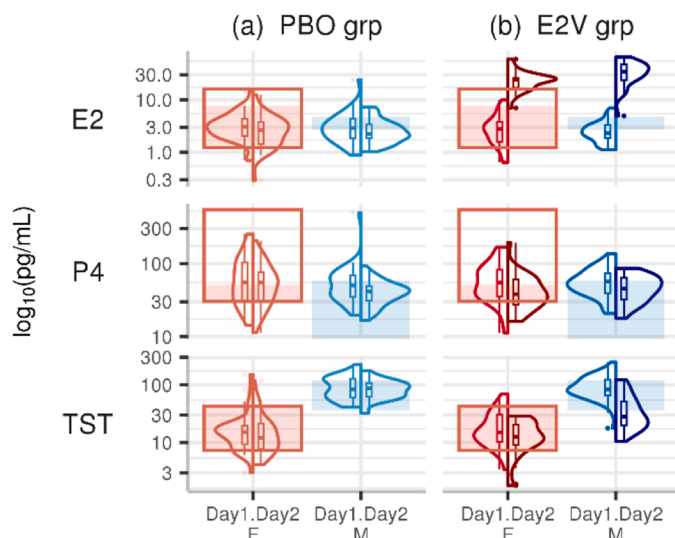 (a) PBO grp (b) E2V grp
E2
30.0
10.0
3.0
1.0
0.3
P4
300
100
30
10
TST
300
100
30
10
3
log10(pg/mL)
Day1.Day2 Day1.Day2 Day1.Day2 Day1.Day2
F M F M